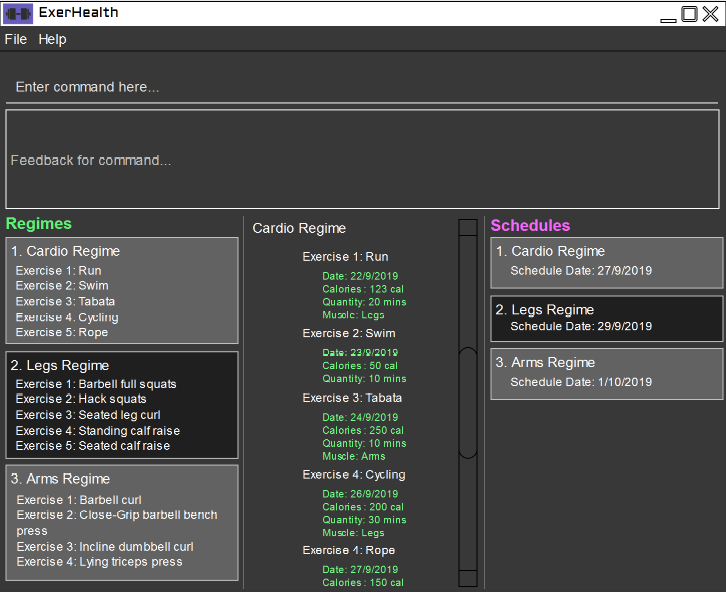 ExerHealth
File Help
Enter command here...
Feedback for command...
Regimes
1. Cardio Regime
Exercise 1: Run
Exercise 2: Swim
Exercise 3: Tabata
Exercise 4: Cycling
Exercise 5: Rope
2. Legs Regime
Exercise 1: Barbell full squats
Exercise 2: Hack squats
Exercise 3: Seated leg curl
Exercise 4: Standing calf raise
Exercise 5: Seated calf raise
3. Arms Regime
Exercise 1: Barbell curl
Exercise 2: Close-Grip barbell bench
press
Exercise 3: Incline dumbbell curl
Exercise 4: Lying triceps press
Cardio Regime
Exercise 1: Run
Date: 22/9/2019
Calories : 123 cal
Quantity: 20 mins
Muscle: Legs
Exercise 2: Swim
Date: 23/9/2019
Calories : 50 cal
Quantity: 10 mins
Exercise 3: Tabata
Date: 24/9/2019
Calories : 250 cal
Quantity: 10 mins
Muscle: Arms
Exercise 4: Cycling
Date: 26/9/2019
Calories : 200 cal
Quantity: 30 mins
Muscle: Legs
Exercise 4: Rope
Date: 27/9/2019
Calories : 150 cal
Schedules
1. Cardio Regime
Schedule Date: 27/9/2019
2. Legs Regime
Schedule Date: 29/9/2019
3. Arms Regime
Schedule Date: 1/10/2019